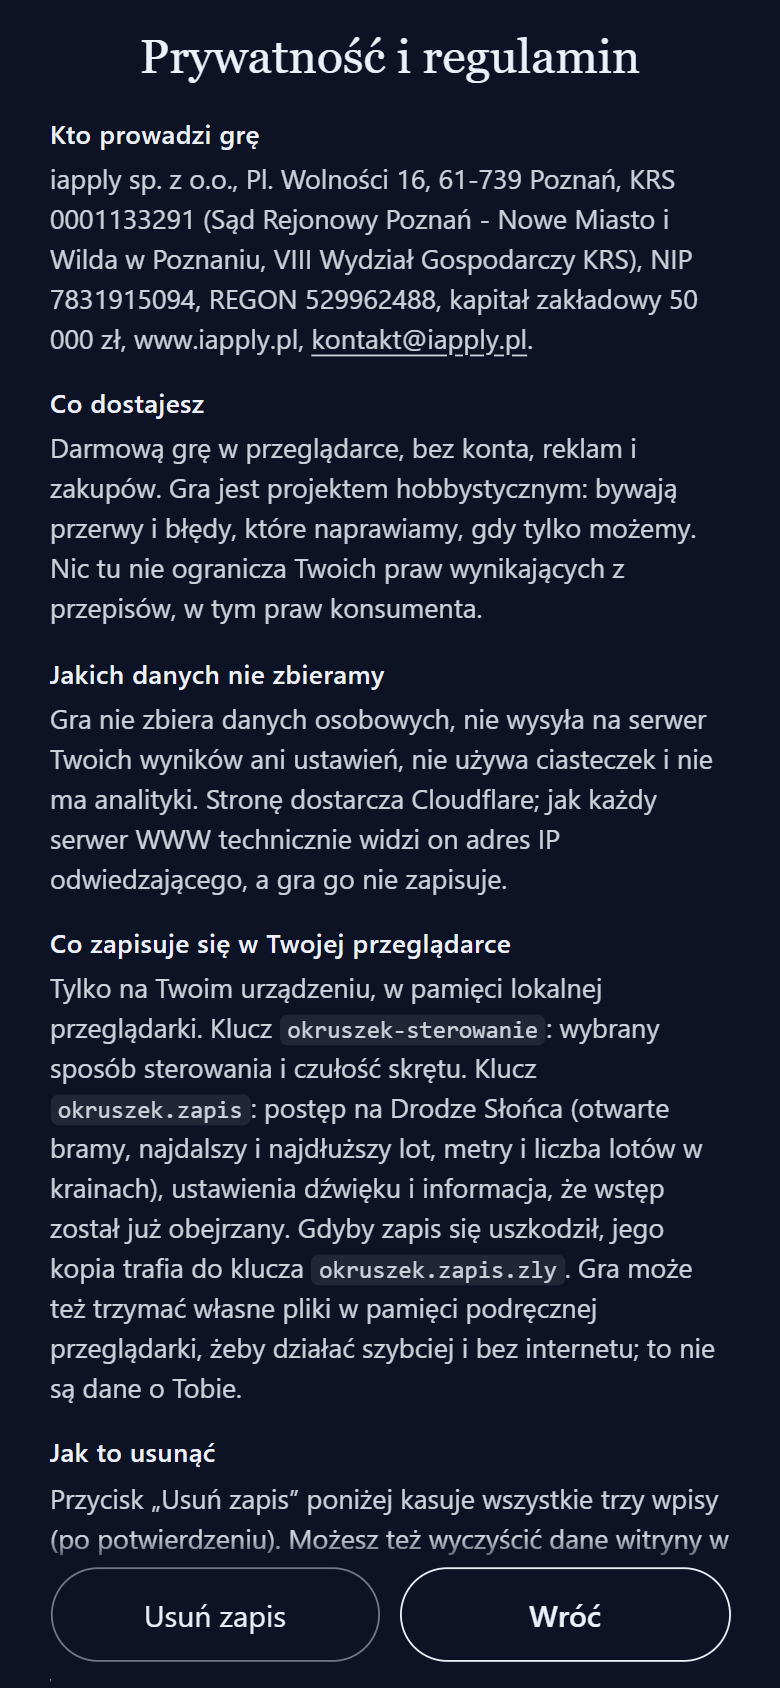 Prywatność i regulamin
Kto prowadzi grę
iapply sp. z o.o., Pl. Wolności 16, 61-739 Poznań, KRS
0001133291 (Sąd Rejonowy Poznań - Nowe Miasto i
Wilda w Poznaniu, VIII Wydział Gospodarczy KRS), NIP
7831915094, REGON 529962488, kapitał zakładowy 50
000 zł, www.iapply.pl, kontakt@iapply.pl.
Co dostajesz
Darmową grę w przeglądarce, bez konta, reklam i
zakupów. Gra jest projektem hobbystycznym: bywają
przerwy i błędy, które naprawiamy, gdy tylko możemy.
Nic tu nie ogranicza Twoich praw wynikających z
przepisów, w tym praw konsumenta.
Jakich danych nie zbieramy
Gra nie zbiera danych osobowych, nie wysyła na serwer
Twoich wyników ani ustawień, nie używa ciasteczek i nie
ma analityki. Stronę dostarcza Cloudflare; jak każdy
serwer WWW technicznie widzi on adres IP
odwiedzającego, a gra go nie zapisuje.
Co zapisuje się w Twojej przeglądarce
Tylko na Twoim urządzeniu, w pamięci lokalnej
przeglądarki. Klucz okruszek-sterowanie: wybrany
sposób sterowania i czułość skrętu. Klucz
okruszek.zapis: postęp na Drodze Słońca (otwarte
bramy, najdalszy i najdłuższy lot, metry i liczba lotów w
krainach), ustawienia dźwięku i informacja, że wstęp
został już obejrzany. Gdyby zapis się uszkodził, jego
kopia trafia do klucza okruszek.zapis.zly. Gra może
też trzymać własne pliki w pamięci podręcznej
przeglądarki, żeby działać szybciej i bez internetu; to nie
są dane o Tobie.
Jak to usunąć
Przycisk „Usuń zapis” poniżej kasuje wszystkie trzy wpisy
(po potwierdzeniu). Możesz też wyczyścić dane witryny w
Usuń zapis
Wróć